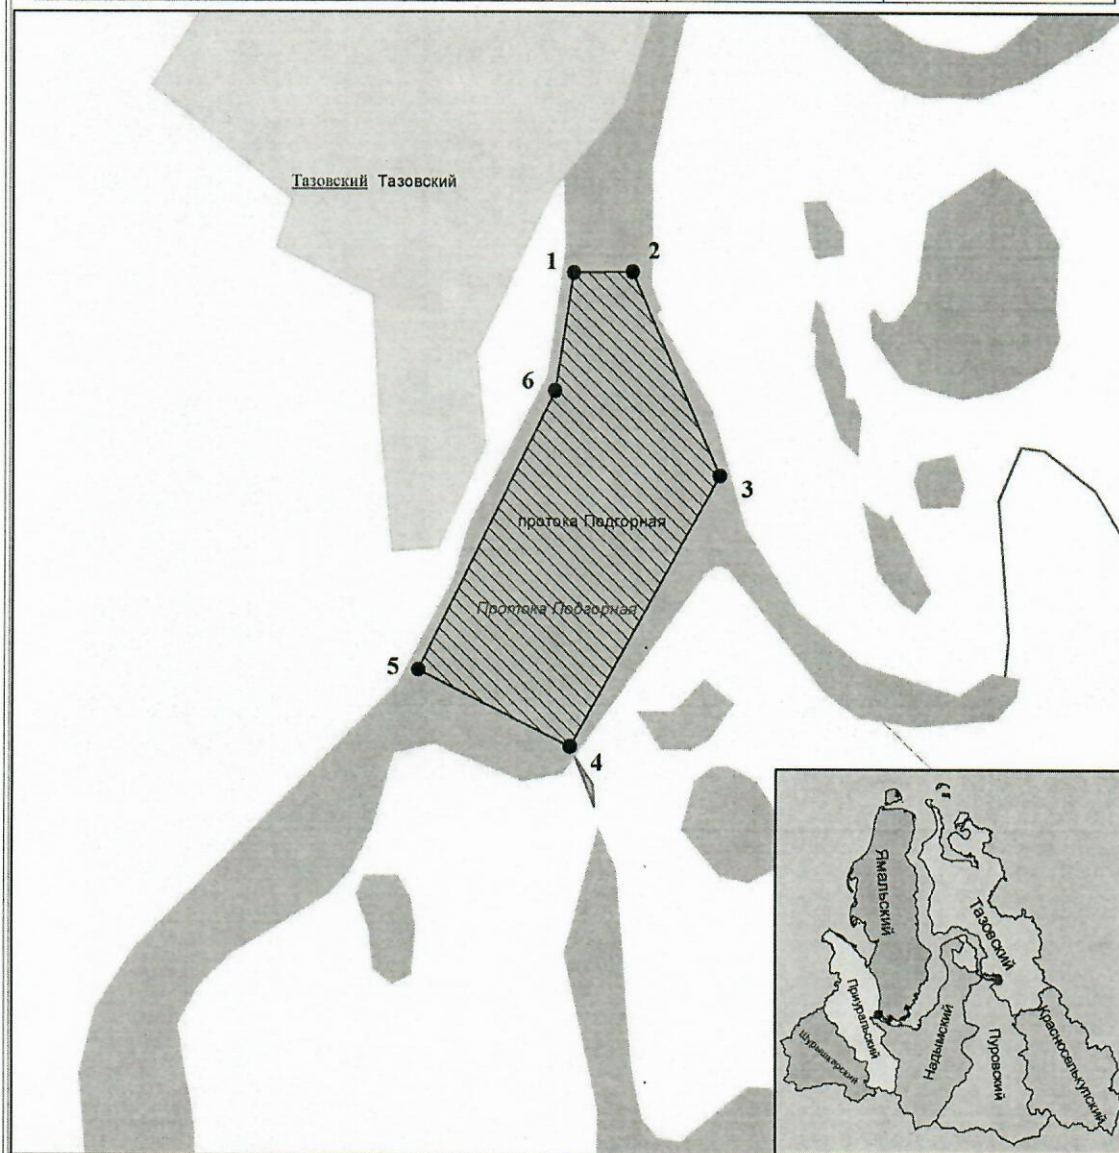 Тазовский Тазовский
1
2
6
3
протока Подгорная
Протока Подгорная
5
4
Ямальский
Тазовский
Приуральский
Шурышкарский
Надымский
Пуровский
Красноселькупский